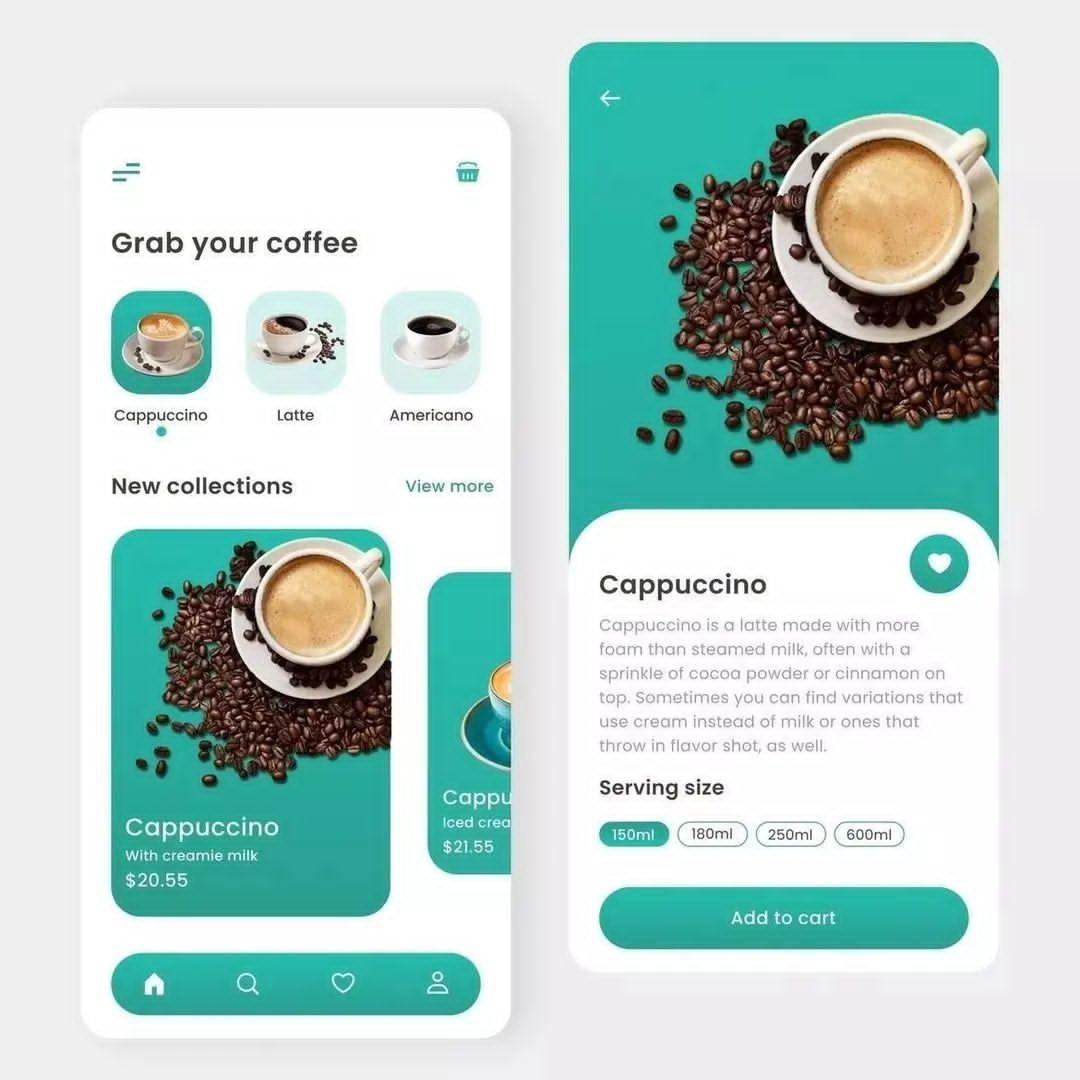 Grab your coffee
Cappuccino
Latte
Americano
New collections
View more
Cappuccino
With creamie milk
$20.55
Cappu
Iced crea
$21.55
Cappuccino
Cappuccino is a latte made with more
foam than steamed milk, often with a
sprinkle of cocoa powder or cinnamon on
top. Sometimes you can find variations that
use cream instead of milk or ones that
throw in flavor shot, as well.
Serving size
150ml
180ml
250ml
600ml
Add to cart